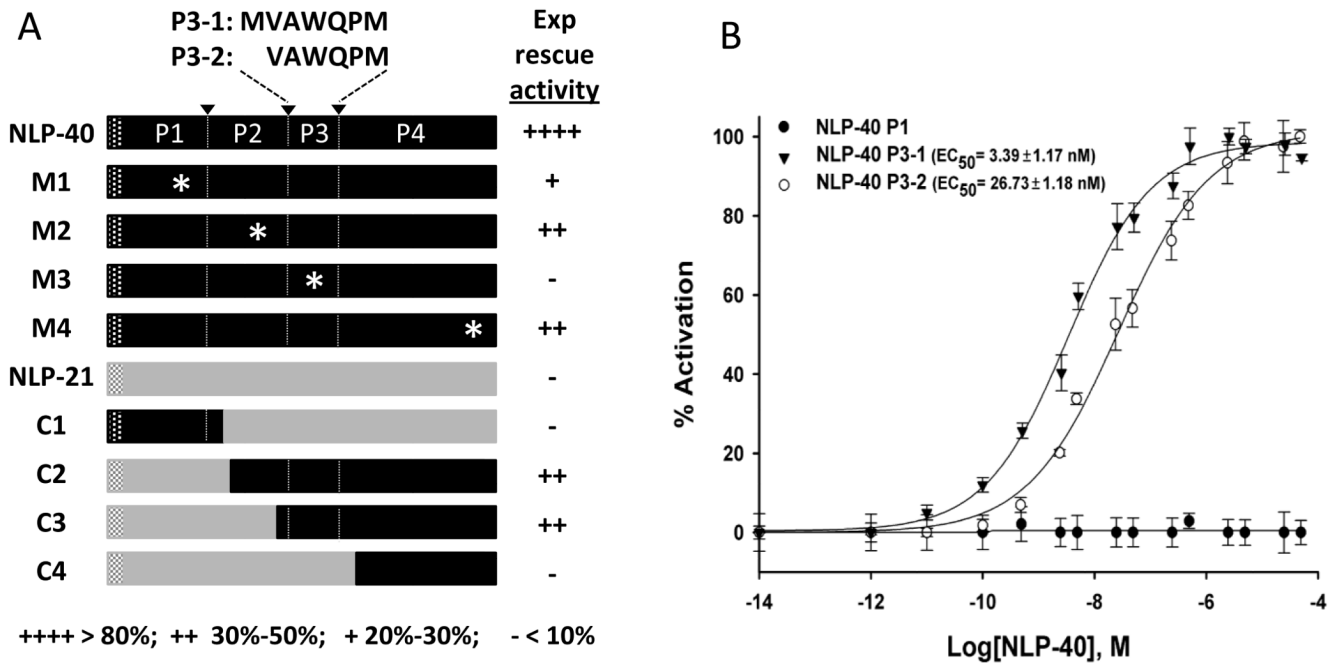 A
P3-1: MVAWQPM
P3-2: VAWQPM
Exp
rescue
activity
NLP-40 P1 P2 P3 P4 ++++
M1 * +
M2 * ++
M3 * -
M4 * ++
NLP-21 -
C1 -
C2 ++
C3 ++
C4 -
++++ > 80%; ++ 30%-50%; + 20%-30%; - < 10%
B
NLP-40 P1
NLP-40 P3-1 (EC50= 3.39±1.17 nM)
NLP-40 P3-2 (EC50= 26.73±1.18 nM)
% Activation
100
80
60
40
20
0
-14 -12 -10 -8 -6 -4
Log[NLP-40], M